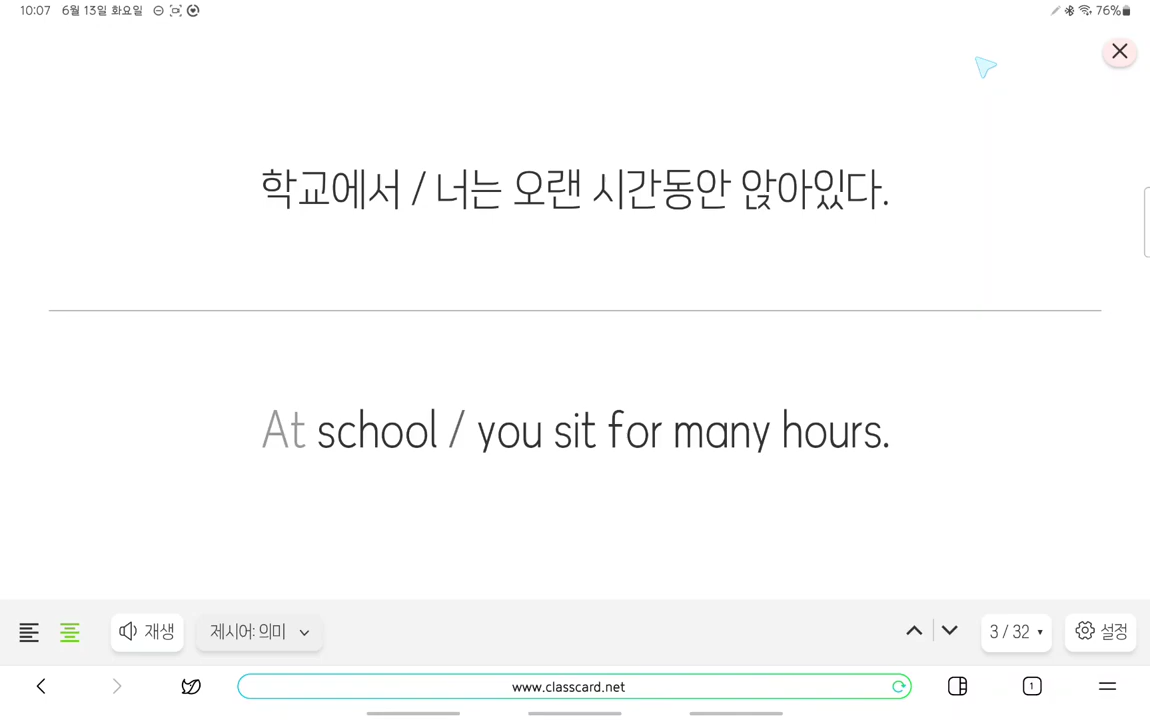 10:07 6월 13일 화요일 76%
학교에서 / 너는 오랜 시간동안 앉아있다.
At school / you sit for many hours.
재생 제시어: 의미 3 / 32 설정
www.classcard.net 1